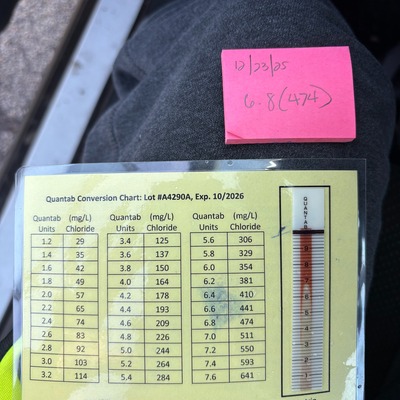 12/23/25
6.8 (474)
Quantab Conversion Chart: Lot #A4290A, Exp. 10/2026
Quantab Units (mg/L) Chloride Quantab Units (mg/L) Chloride Quantab Units (mg/L) Chloride
1.2 29 3.4 125 5.6 306
1.4 35 3.6 137 5.8 329
1.6 42 3.8 150 6.0 354
1.8 49 4.0 164 6.2 381
2.0 57 4.2 178 6.4 410
2.2 65 4.4 193 6.6 441
2.4 74 4.6 209 6.8 474
2.6 83 4.8 226 7.0 511
2.8 92 5.0 244 7.2 550
3.0 103 5.2 264 7.4 593
3.2 114 5.4 284 7.6 641
QUANTAB
6
5
4
3
2
1